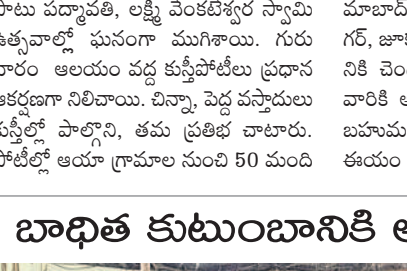 పాటు పద్మావతి, లక్ష్మి వేంకటేశ్వర స్వామి
ఉత్సవాల్లో ఘనంగా ముగిశాయి. గురు
వారం ఆలయం వద్ద కుస్తీపోటీలు ప్రధాన
ఆకర్షణగా నిలిచాయి. చిన్నా, పెద్ద వస్తాదులు
కుస్తీల్లో పాల్గొని, తమ ప్రతిభ చాటారు.
పోటీల్లో ఆయా గ్రామాల నుంచి 50 మంది
మాబాద్
గర్, జూక్
నికి చెం
వారికి
బహుమ
ఈయం
బాధిత కుటుంబానికి